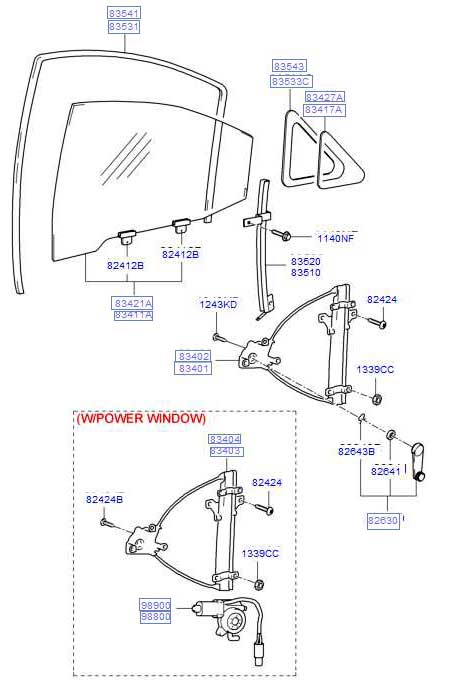 83541
83531
83543
83533C
83427A
83417A
1140NF
82412B
82412B
83520
83510
83421A
83411A
1243KD
82424
83402
83401
1339CC
(W/POWER WINDOW)
82643B
82641
82630
83404
83403
82424
82424B
1339CC
98900
98800